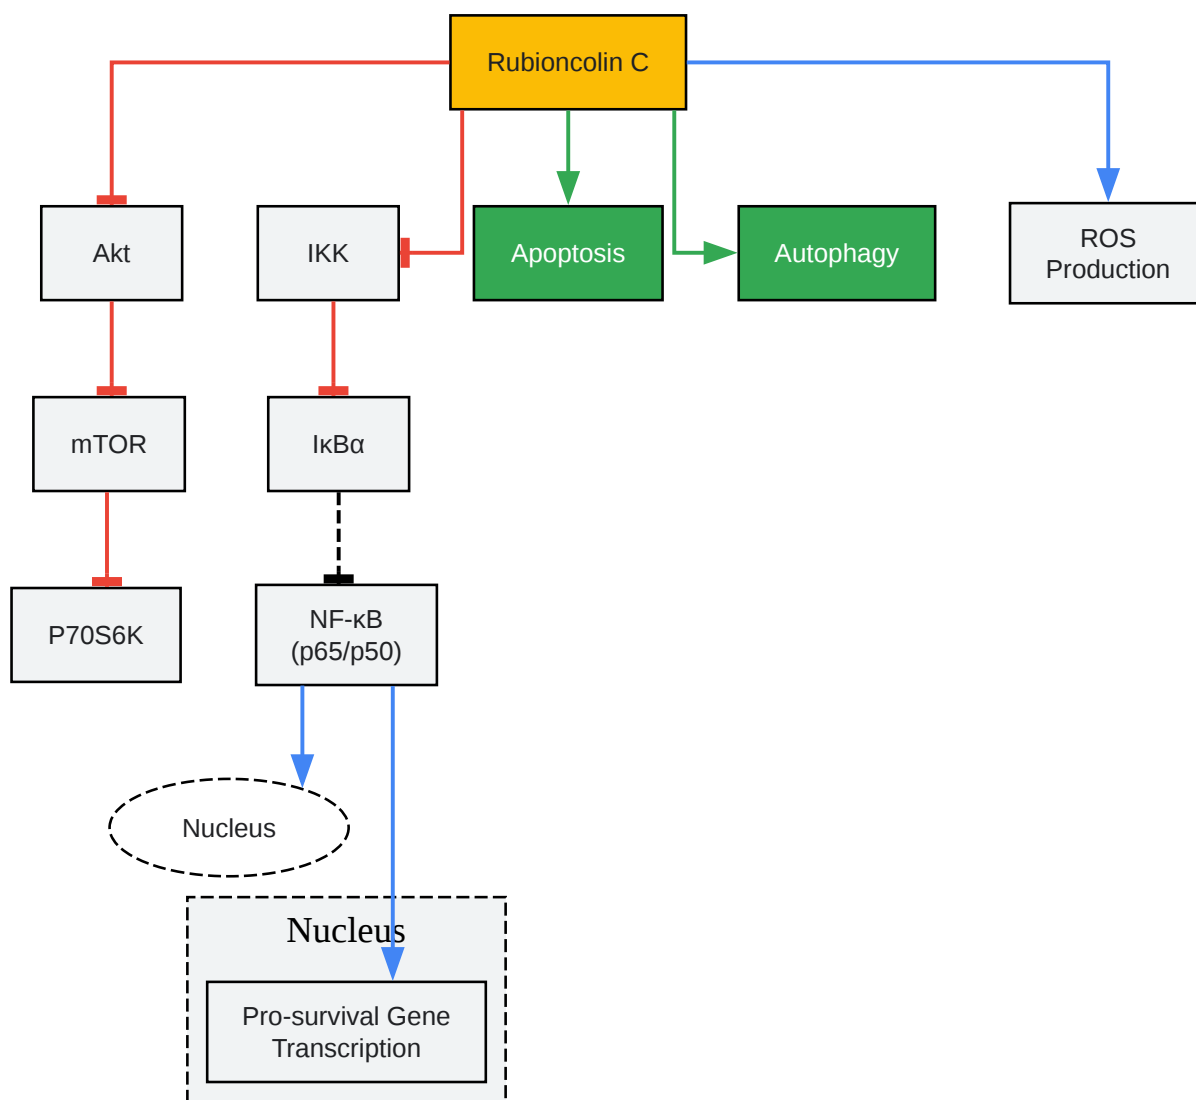 Rubioncolin C
Akt
IKK
Apoptosis
Autophagy
ROS
Production
mTOR
IκBα
P70S6K
NF-κB
(p65/p50)
Nucleus
Nucleus
Pro-survival Gene
Transcription